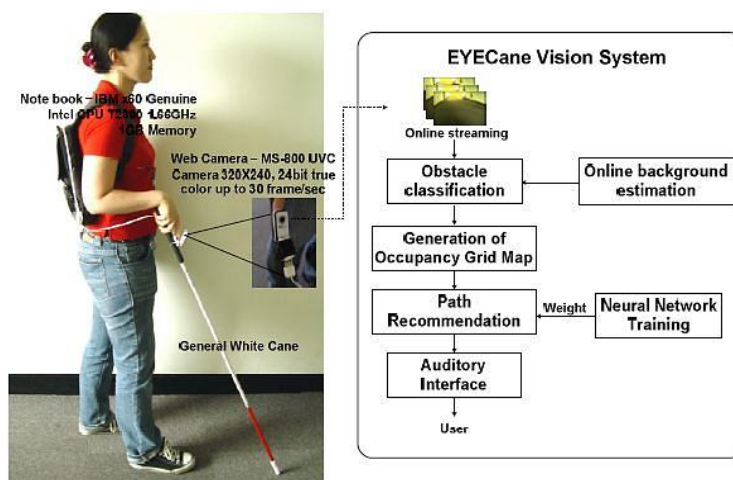 Note book – IBM x60 Genuine
Intel CPU T2300 1.66GHz
1GB Memory
Web Camera – MS-800 UVC
Camera 320X240, 24bit true
color up to 30 frame/sec
General White Cane
EYECane Vision System
Online streaming
Obstacle
classification
Online background
estimation
Generation of
Occupancy Grid Map
Path
Recommendation
Weight
Neural Network
Training
Auditory
Interface
User